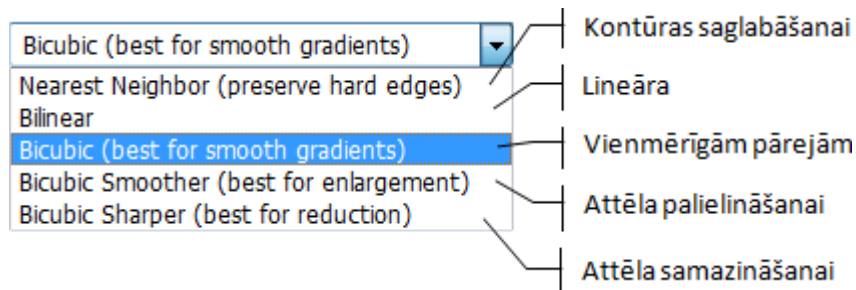 Bicubic (best for smooth gradients)
Nearest Neighbor (preserve hard edges)
Bilinear
Bicubic (best for smooth gradients)
Bicubic Smoother (best for enlargement)
Bicubic Sharper (best for reduction)
Kontūras saglabāšanai
Lineāra
Vienmērīgām pārejām
Attēla palielināšanai
Attēla samazināšanai